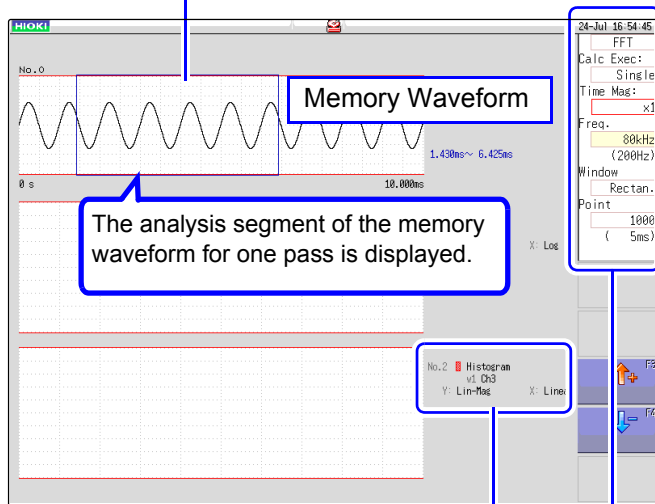 HIOKI
24-Jul 16:54:45
FFT
Calc Exec:
Single
Time Mag:
x1
Freq.
80kHz
(200Hz)
Window
Rectan.
Point
1000
( 5ms)
No.0
Memory Waveform
1.430ms~ 6.425ms
0 s
10.000ms
The analysis segment of the memory
waveform for one pass is displayed.
X: Log
No.2 Histogram
v1 Ch3
Y: Lin-Mag X: Linea
F3
F4